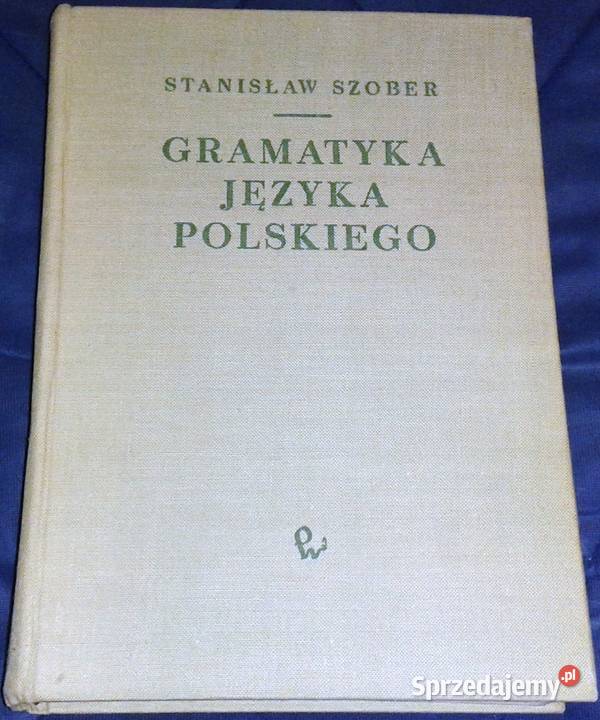 STANISŁAW SZOBER
GRAMATYKA
JĘZYKA
POLSKIEGO
Sprzedajemy.pl